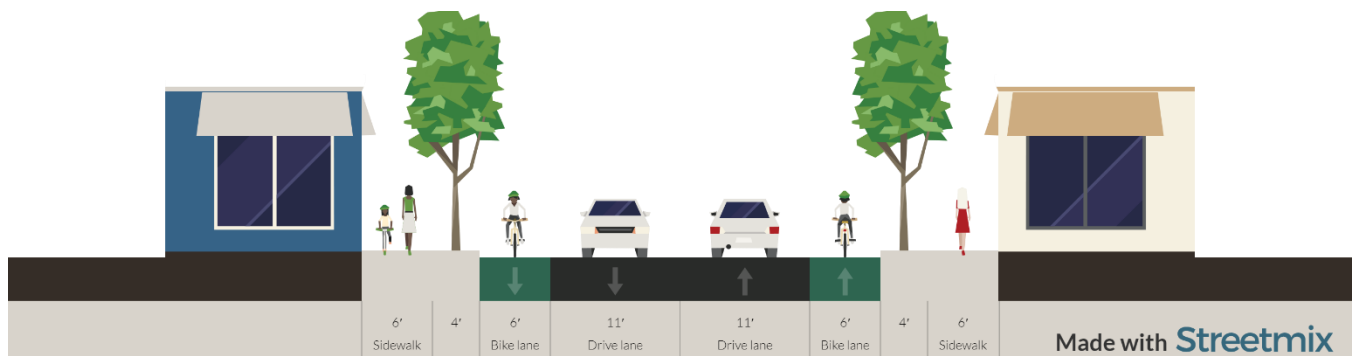 6′
Sidewalk
4′
6′
Bike lane
11′
Drive lane
11′
Drive lane
6′
Bike lane
4′
6′
Sidewalk
Made with Streetmix